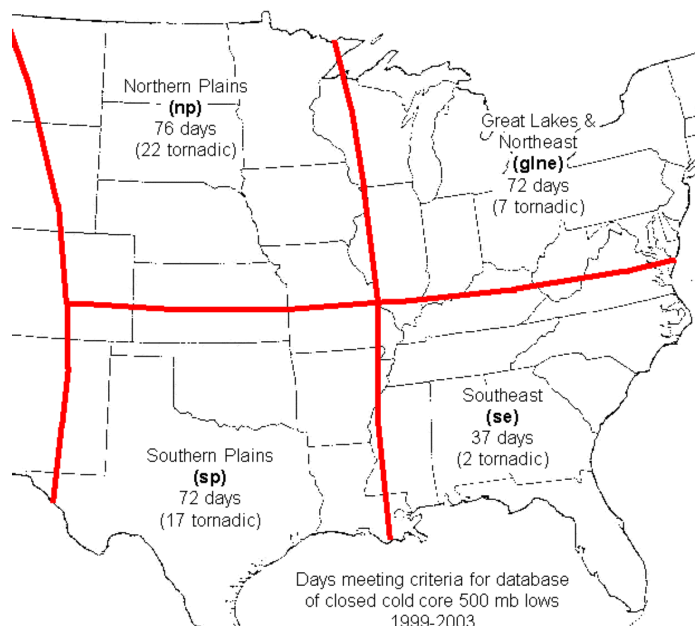 Northern Plains
(np)
76 days
(22 tornadic)
Great Lakes &
Northeast
(glne)
72 days
(7 tornadic)
Southeast
(se)
37 days
(2 tornadic)
Southern Plains
(sp)
72 days
(17 tornadic)
Days meeting criteria for database
of closed cold core 500 mb lows
1999-2003